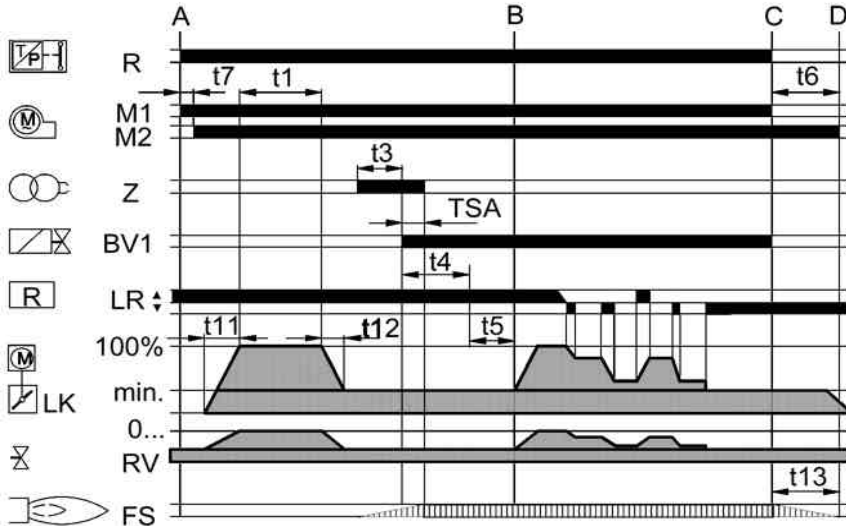 A B C D
T/P R
t7 t1 t6
M M1
M2
t3
Z
TSA
BV1
t4
R LR
t11 t12 t5
M 100%
min.
LK
0...
RV
t13
FS